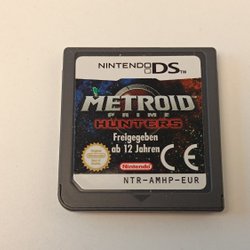 NINTENDO DS
METROID
PRIME
HUNTERS
Freigegeben
ab 12 Jahren
CE
Nintendo
NTR-AMHP-EUR